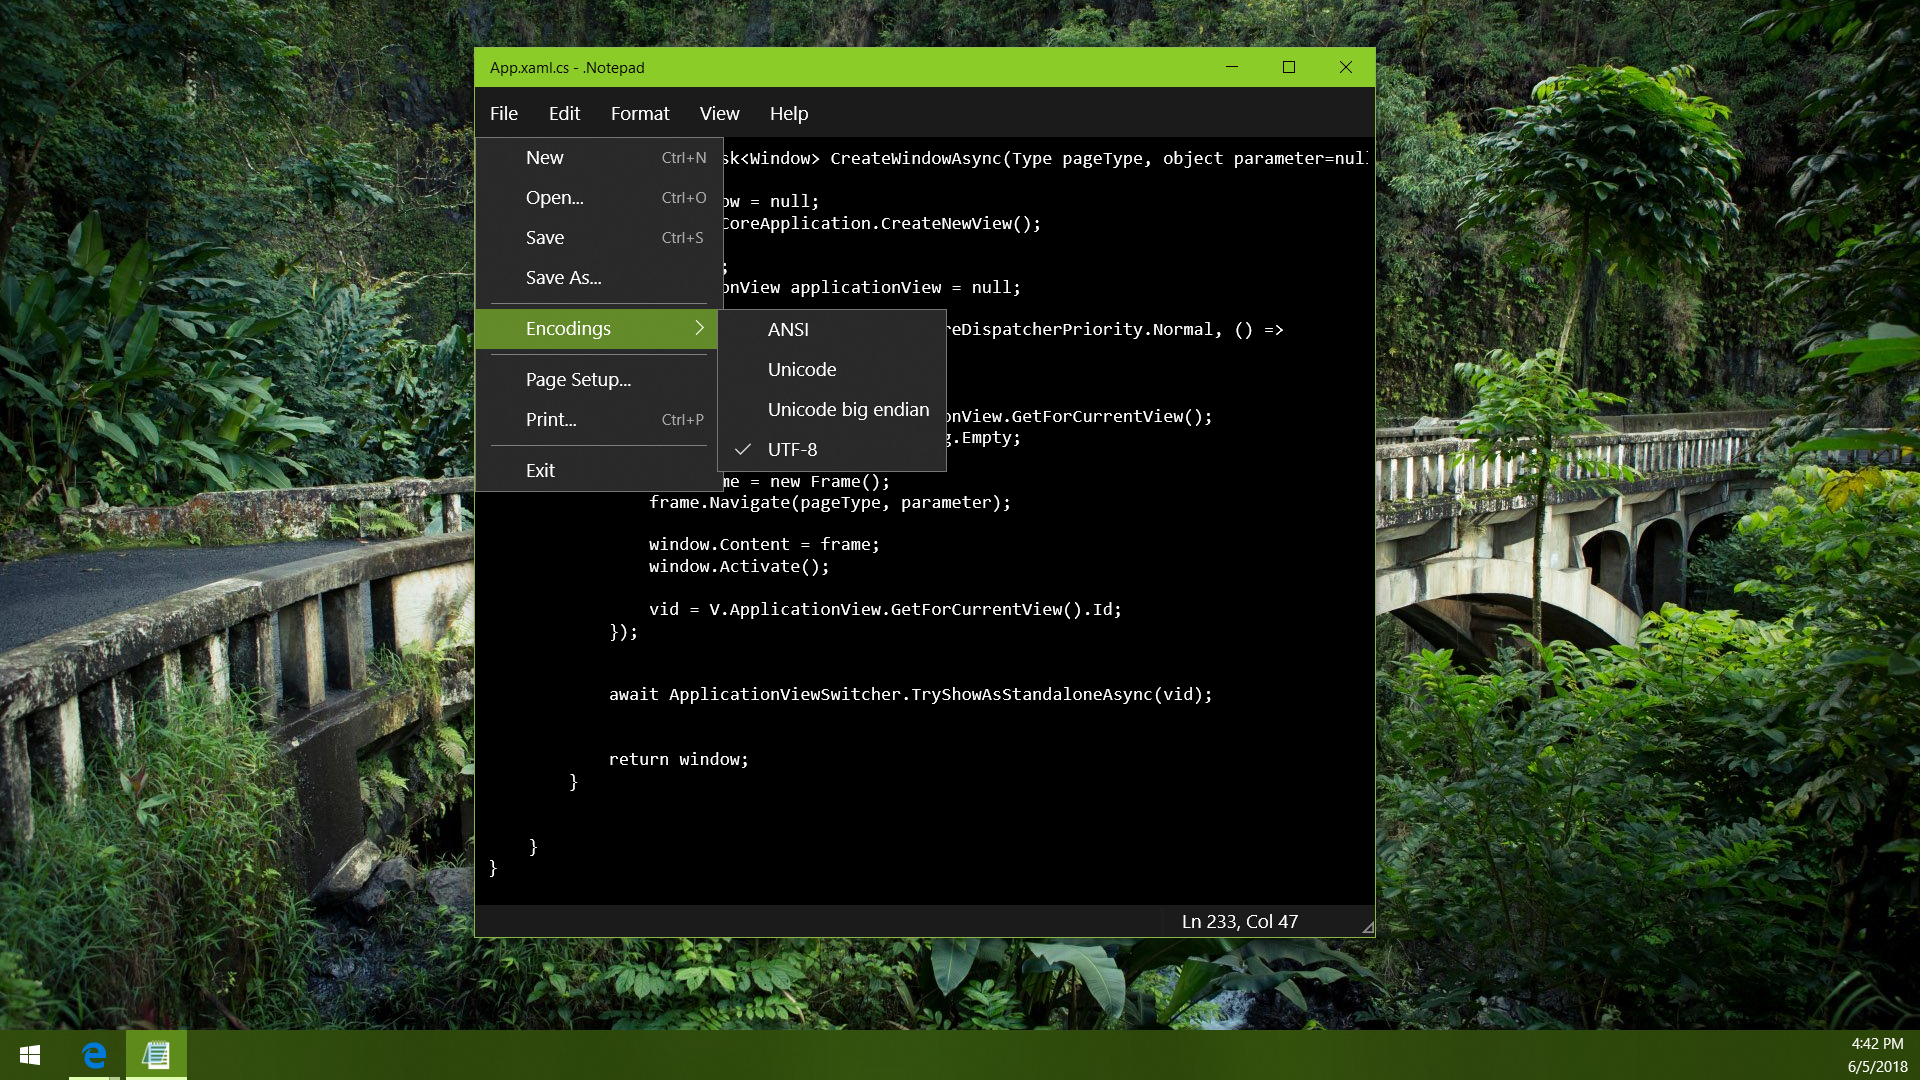 App.xaml.cs - .Notepad
File Edit Format View Help
New Ctrl+N
Open... Ctrl+O
Save Ctrl+S
Save As...
Encodings
Page Setup...
Print... Ctrl+P
Exit
ANSI
Unicode
Unicode big endian
UTF-8
sk<Window> CreateWindowAsync(Type pageType, object parameter=nul
ow = null;
CoreApplication.CreateNewView();
;
onView applicationView = null;
reDispatcherPriority.Normal, () =>
onView.GetForCurrentView();
g.Empty;
me = new Frame();
frame.Navigate(pageType, parameter);
window.Content = frame;
window.Activate();
vid = V.ApplicationView.GetForCurrentView().Id;
});
await ApplicationViewSwitcher.TryShowAsStandaloneAsync(vid);
return window;
}
}
}
Ln 233, Col 47
4:42 PM
6/5/2018